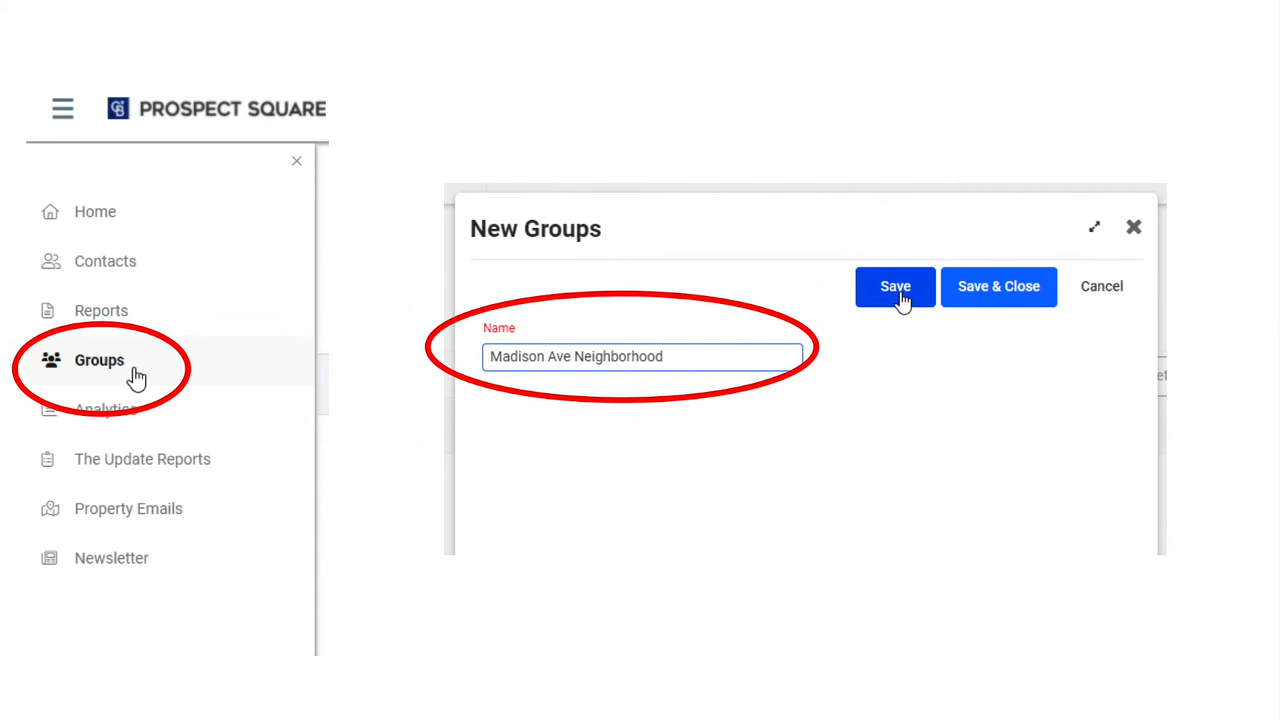 PROSPECT SQUARE
Home
Contacts
Reports
Groups
Analytics
The Update Reports
Property Emails
Newsletter
New Groups
Save
Save & Close
Cancel
Name
Madison Ave Neighborhood